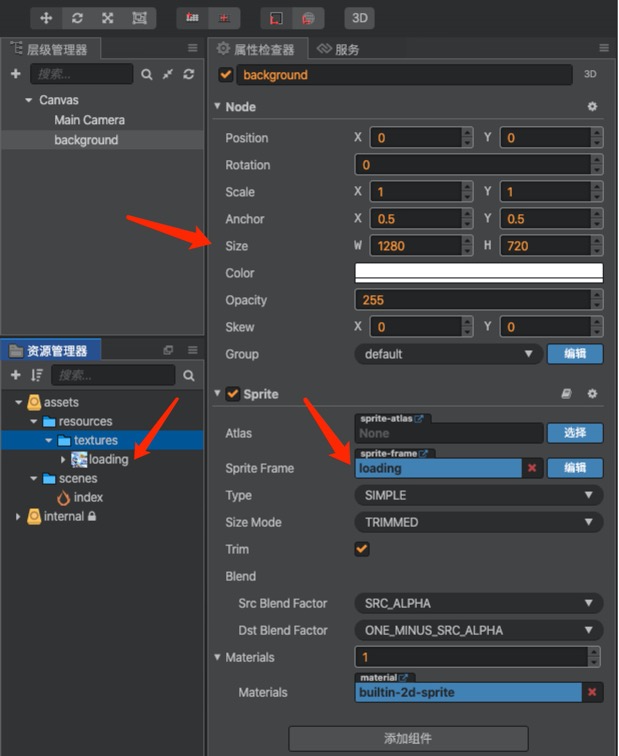 3D
层级管理器
搜索...
Canvas
Main Camera
background
资源管理器
搜索...
assets
resources
textures
loading
scenes
index
internal
属性检查器 服务
background 3D
Node
Position X 0 Y 0
Rotation 0
Scale X 1 Y 1
Anchor X 0.5 Y 0.5
Size W 1280 H 720
Color
Opacity 255
Skew X 0 Y 0
Group default 编辑
Sprite
sprite-atlas
Atlas None 选择
sprite-frame
Sprite Frame loading 编辑
Type SIMPLE
Size Mode TRIMMED
Trim
Blend
Src Blend Factor SRC_ALPHA
Dst Blend Factor ONE_MINUS_SRC_ALPHA
Materials 1
material
Materials builtin-2d-sprite
添加组件